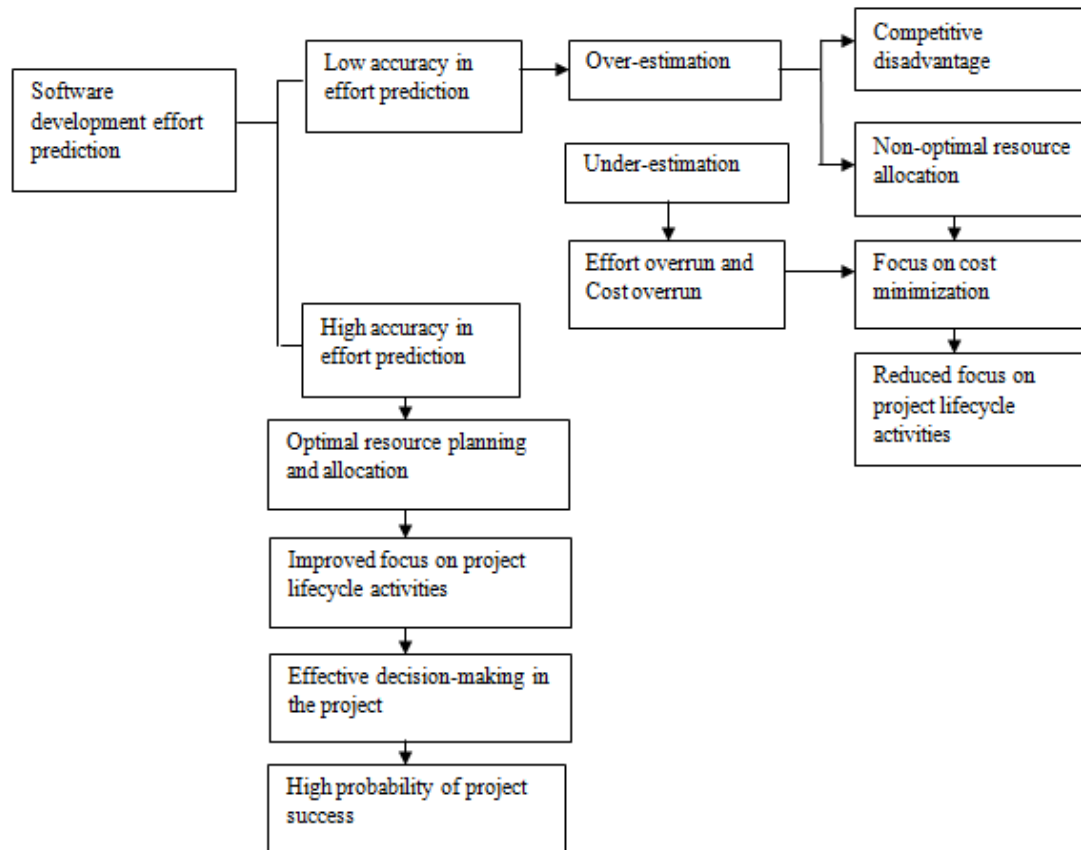 Software
development effort
prediction
Low accuracy in
effort prediction
Over-estimation
Competitive
disadvantage
Non-optimal resource
allocation
Under-estimation
Effort overrun and
Cost overrun
Focus on cost
minimization
Reduced focus on
project lifecycle
activities
High accuracy in
effort prediction
Optimal resource planning
and allocation
Improved focus on project
lifecycle activities
Effective decision-making in
the project
High probability of project
success